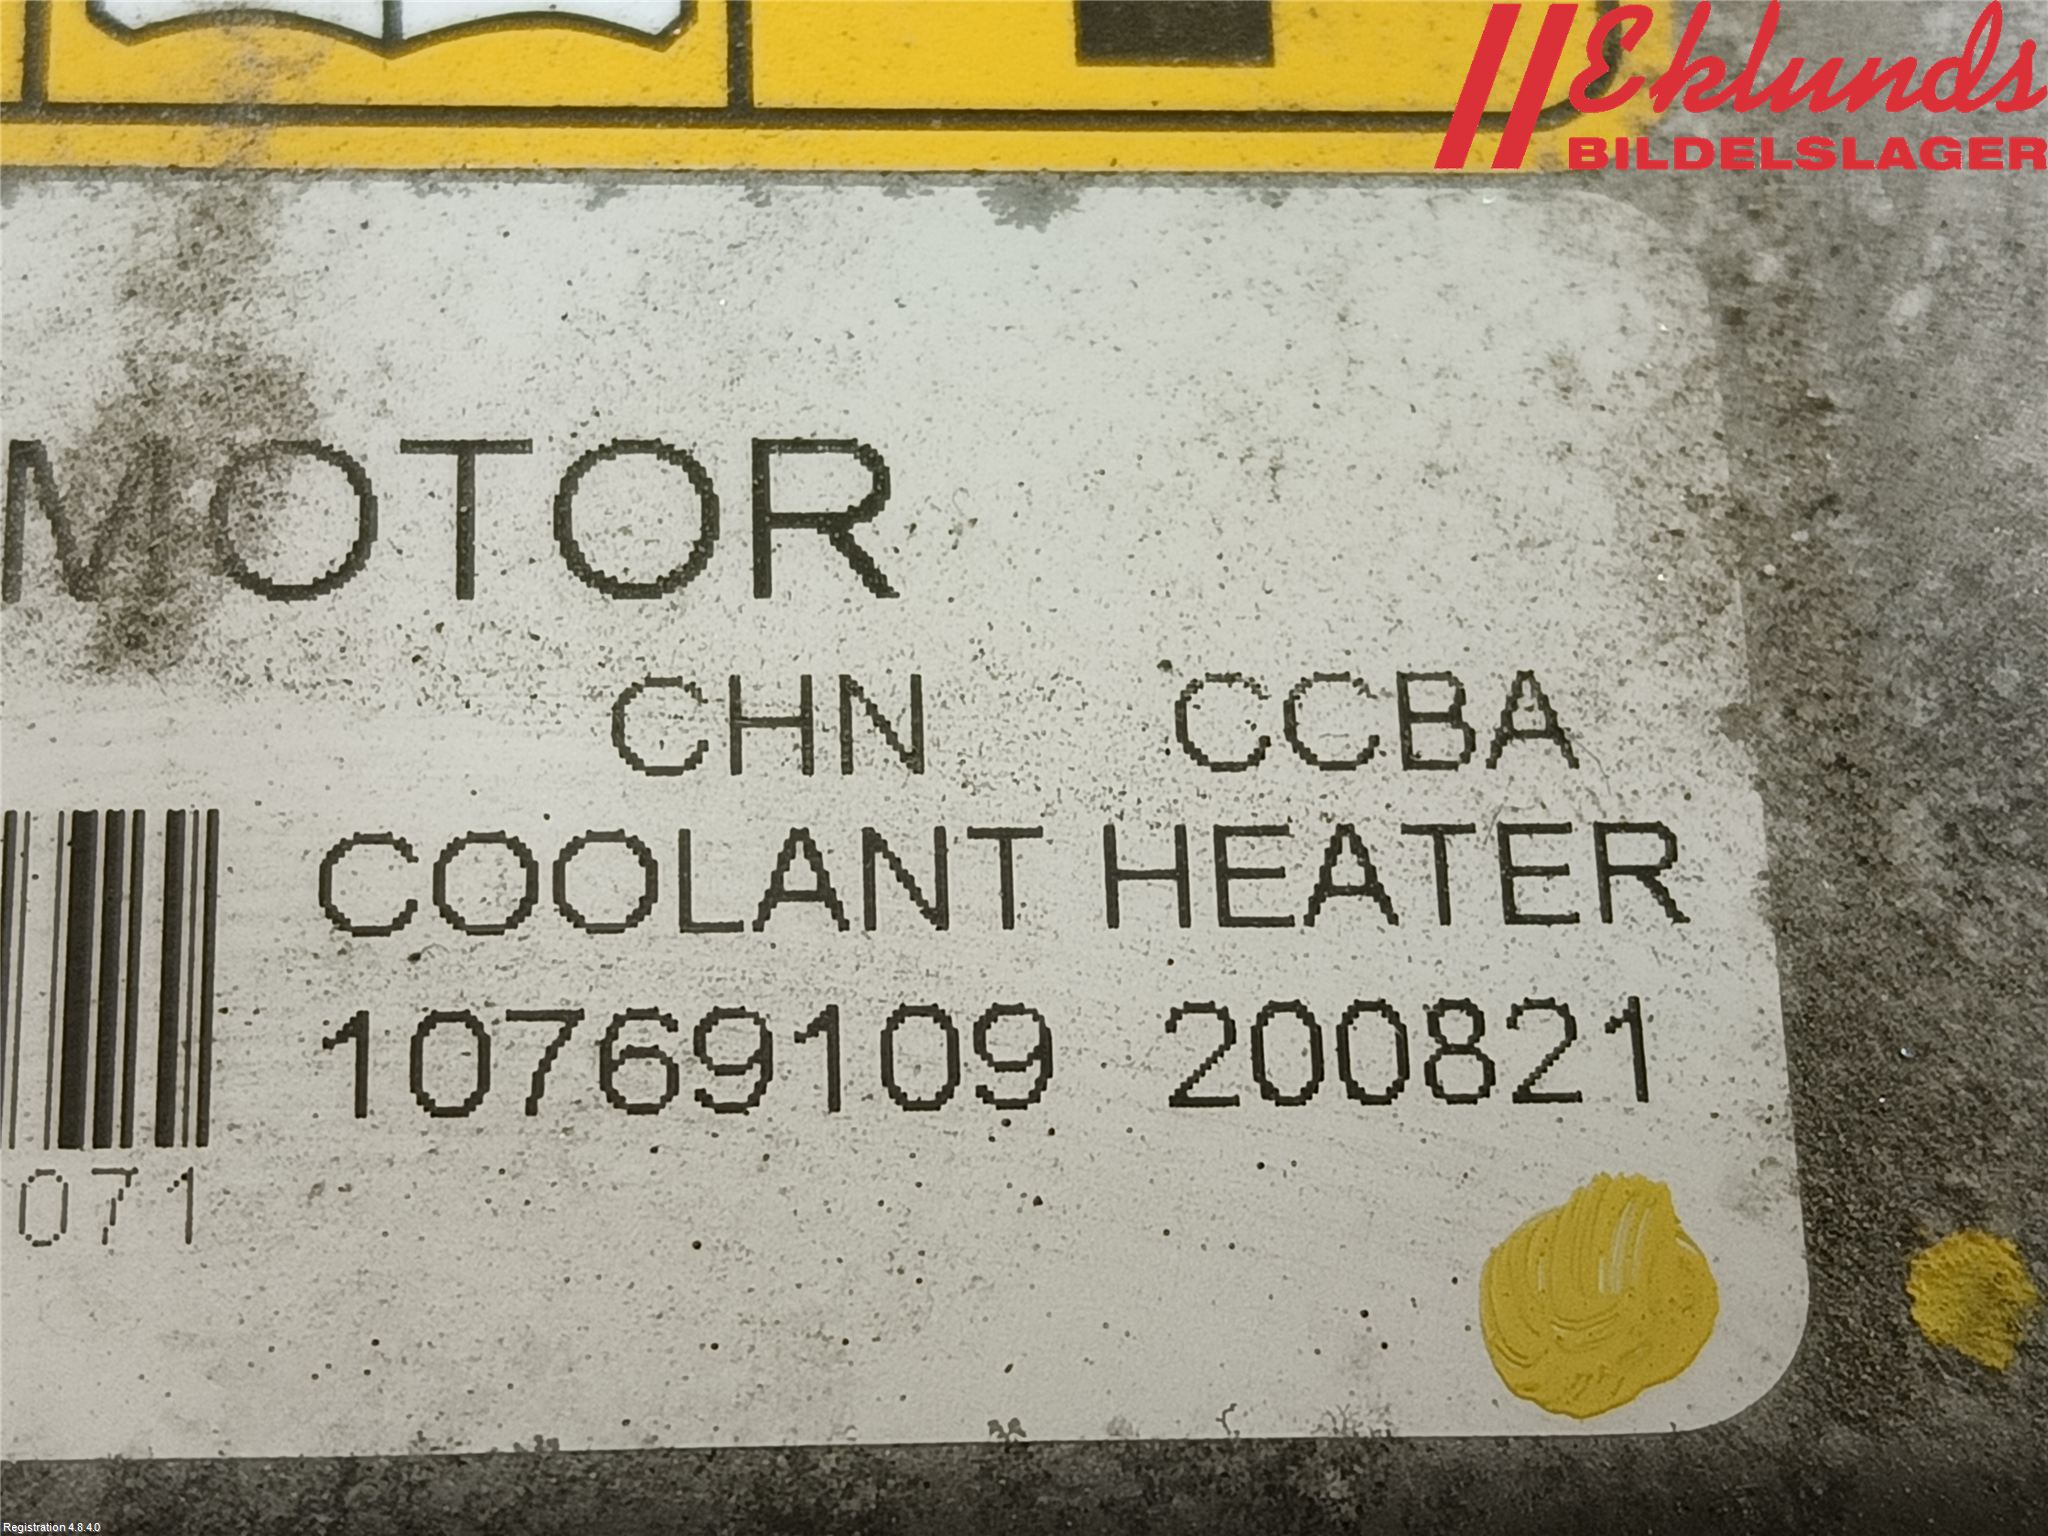 Eklunds
BILDELSLAGER
MOTOR
CHN CCBA
COOLANT HEATER
10769109 200821
071
Registration 4.8.4.0